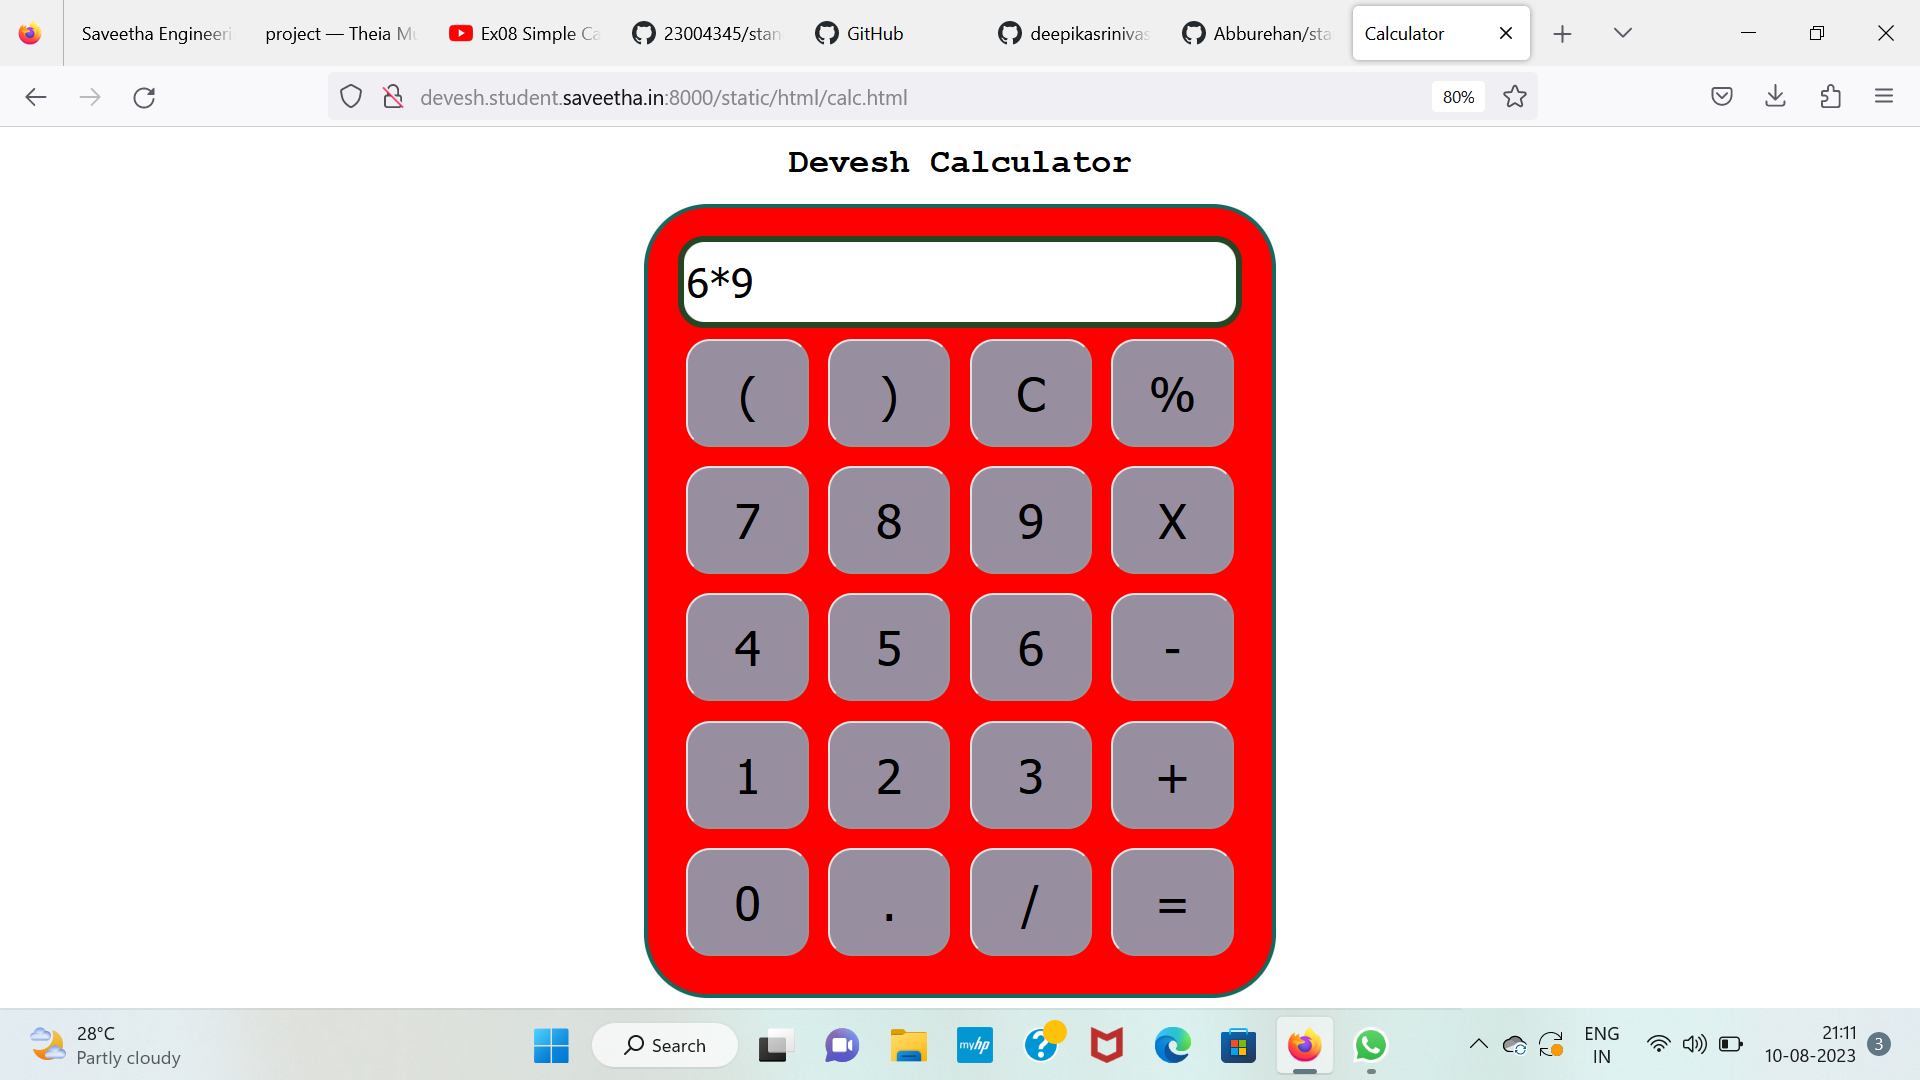 Saveetha Engineeri
project — Theia Mu
Ex08 Simple Ca
23004345/stan
GitHub
deepikasrinivas
Abburehan/sta
Calculator
devesh.student.saveetha.in:8000/static/html/calc.html
80%
Devesh Calculator
6*9
( ) C %
7 8 9 X
4 5 6 -
1 2 3 +
0 . / =
28°C
Partly cloudy
Search
myhp
ENG
IN
21:11
10-08-2023
3